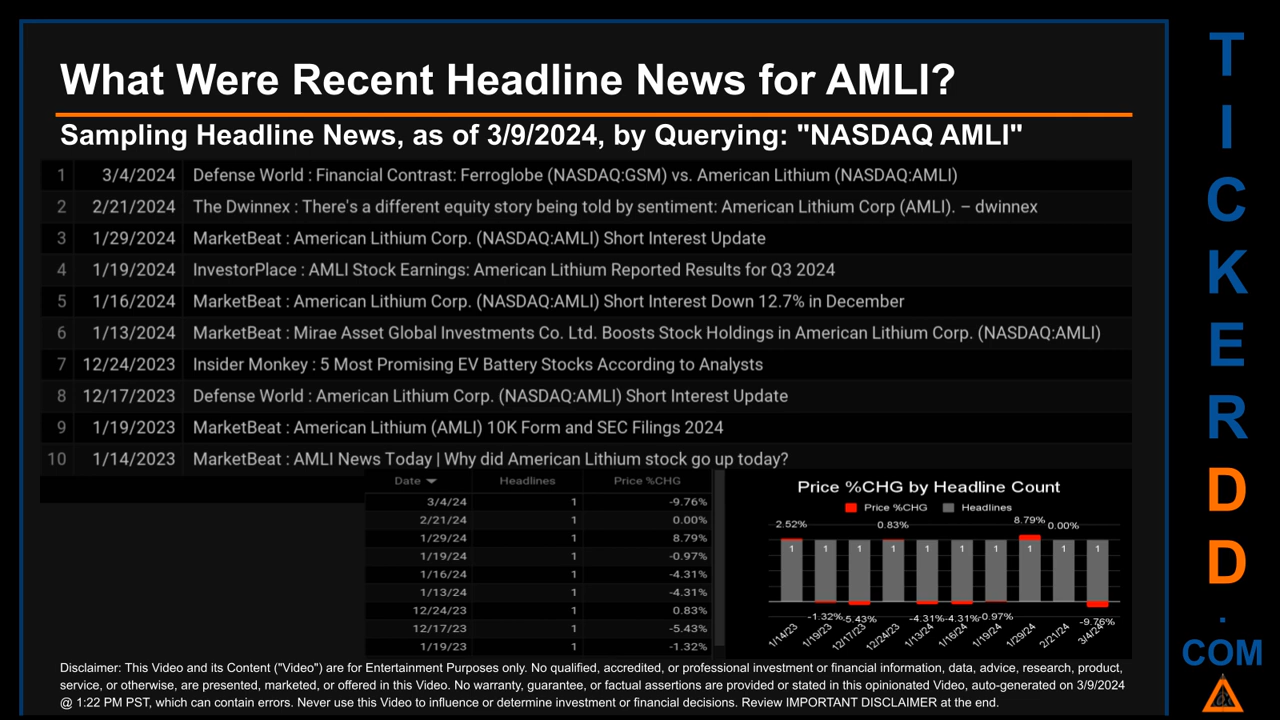 What Were Recent Headline News for AMLI?
Sampling Headline News, as of 3/9/2024, by Querying: "NASDAQ AMLI"
1 3/4/2024 Defense World : Financial Contrast: Ferroglobe (NASDAQ:GSM) vs. American Lithium (NASDAQ:AMLI)
2 2/21/2024 The Dwinnex : There's a different equity story being told by sentiment: American Lithium Corp (AMLI). – dwinnex
3 1/29/2024 MarketBeat : American Lithium Corp. (NASDAQ:AMLI) Short Interest Update
4 1/19/2024 InvestorPlace : AMLI Stock Earnings: American Lithium Reported Results for Q3 2024
5 1/16/2024 MarketBeat : American Lithium Corp. (NASDAQ:AMLI) Short Interest Down 12.7% in December
6 1/13/2024 MarketBeat : Mirae Asset Global Investments Co. Ltd. Boosts Stock Holdings in American Lithium Corp. (NASDAQ:AMLI)
7 12/24/2023 Insider Monkey : 5 Most Promising EV Battery Stocks According to Analysts
8 12/17/2023 Defense World : American Lithium Corp. (NASDAQ:AMLI) Short Interest Update
9 1/19/2023 MarketBeat : American Lithium (AMLI) 10K Form and SEC Filings 2024
10 1/14/2023 MarketBeat : AMLI News Today | Why did American Lithium stock go up today?
Date Headlines Price %CHG
3/4/24 1 -9.76%
2/21/24 1 0.00%
1/29/24 1 8.79%
1/19/24 1 -0.97%
1/16/24 1 -4.31%
1/13/24 1 -4.31%
12/24/23 1 0.83%
12/17/23 1 -5.43%
1/19/23 1 -1.32%
Price %CHG by Headline Count
Price %CHG Headlines
2.52% 0.83% 8.79% 0.00%
1 1 1 1 1 1 1 1 1 1
-1.32% -5.43% -4.31% -4.31% -0.97% -9.76%
1/14/23 1/19/23 12/17/23 12/24/23 1/13/24 1/16/24 1/19/24 1/29/24 2/21/24 3/4/24
Disclaimer: This Video and its Content ("Video") are for Entertainment Purposes only. No qualified, accredited, or professional investment or financial information, data, advice, research, product,
service, or otherwise, are presented, marketed, or offered in this Video. No warranty, guarantee, or factual assertions are provided or stated in this opinionated Video, auto-generated on 3/9/2024
@ 1:22 PM PST, which can contain errors. Never use this Video to influence or determine investment or financial decisions. Review IMPORTANT DISCLAIMER at the end.
T
I
C
K
E
R
D
D
.
COM